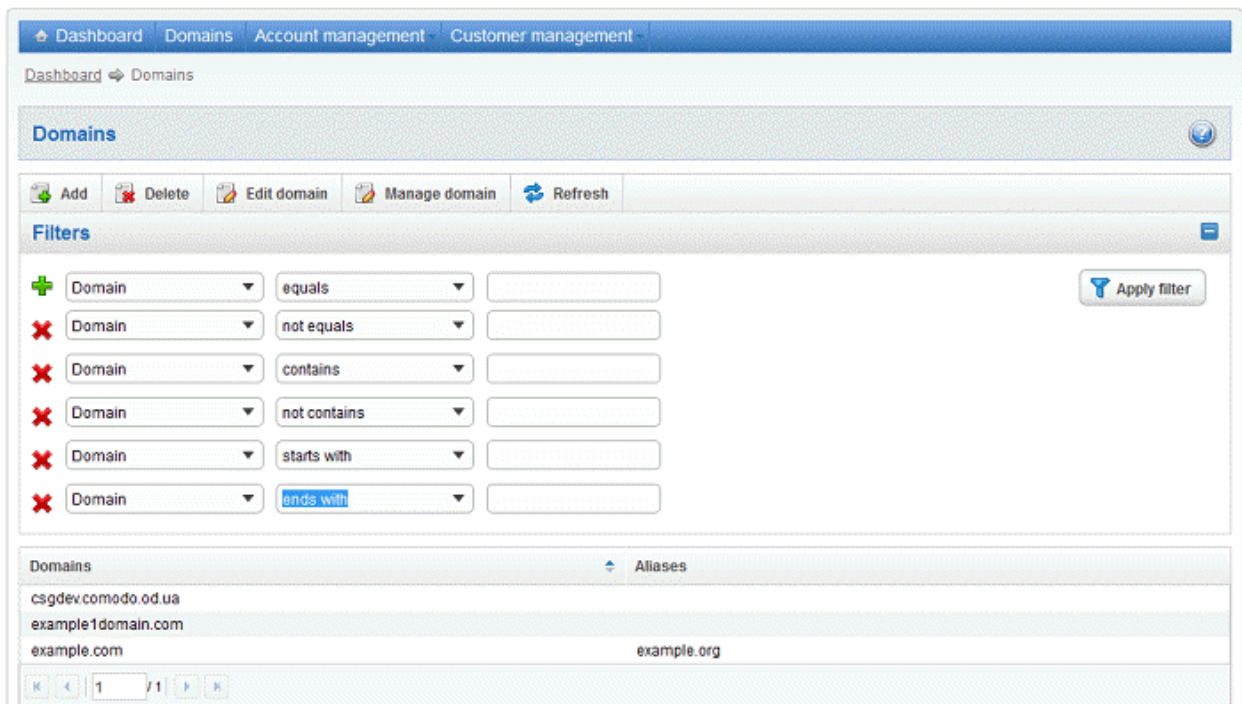 Dashboard Domains Account management Customer management
Dashboard Domains
Domains
Add Delete Edit domain Manage domain Refresh
Filters
Domain equals Apply filter
Domain not equals
Domain contains
Domain not contains
Domain starts with
Domain ends with
Domains Aliases
csgdev.comodo.od.ua
example1domain.com
example.com example.org
1 / 1